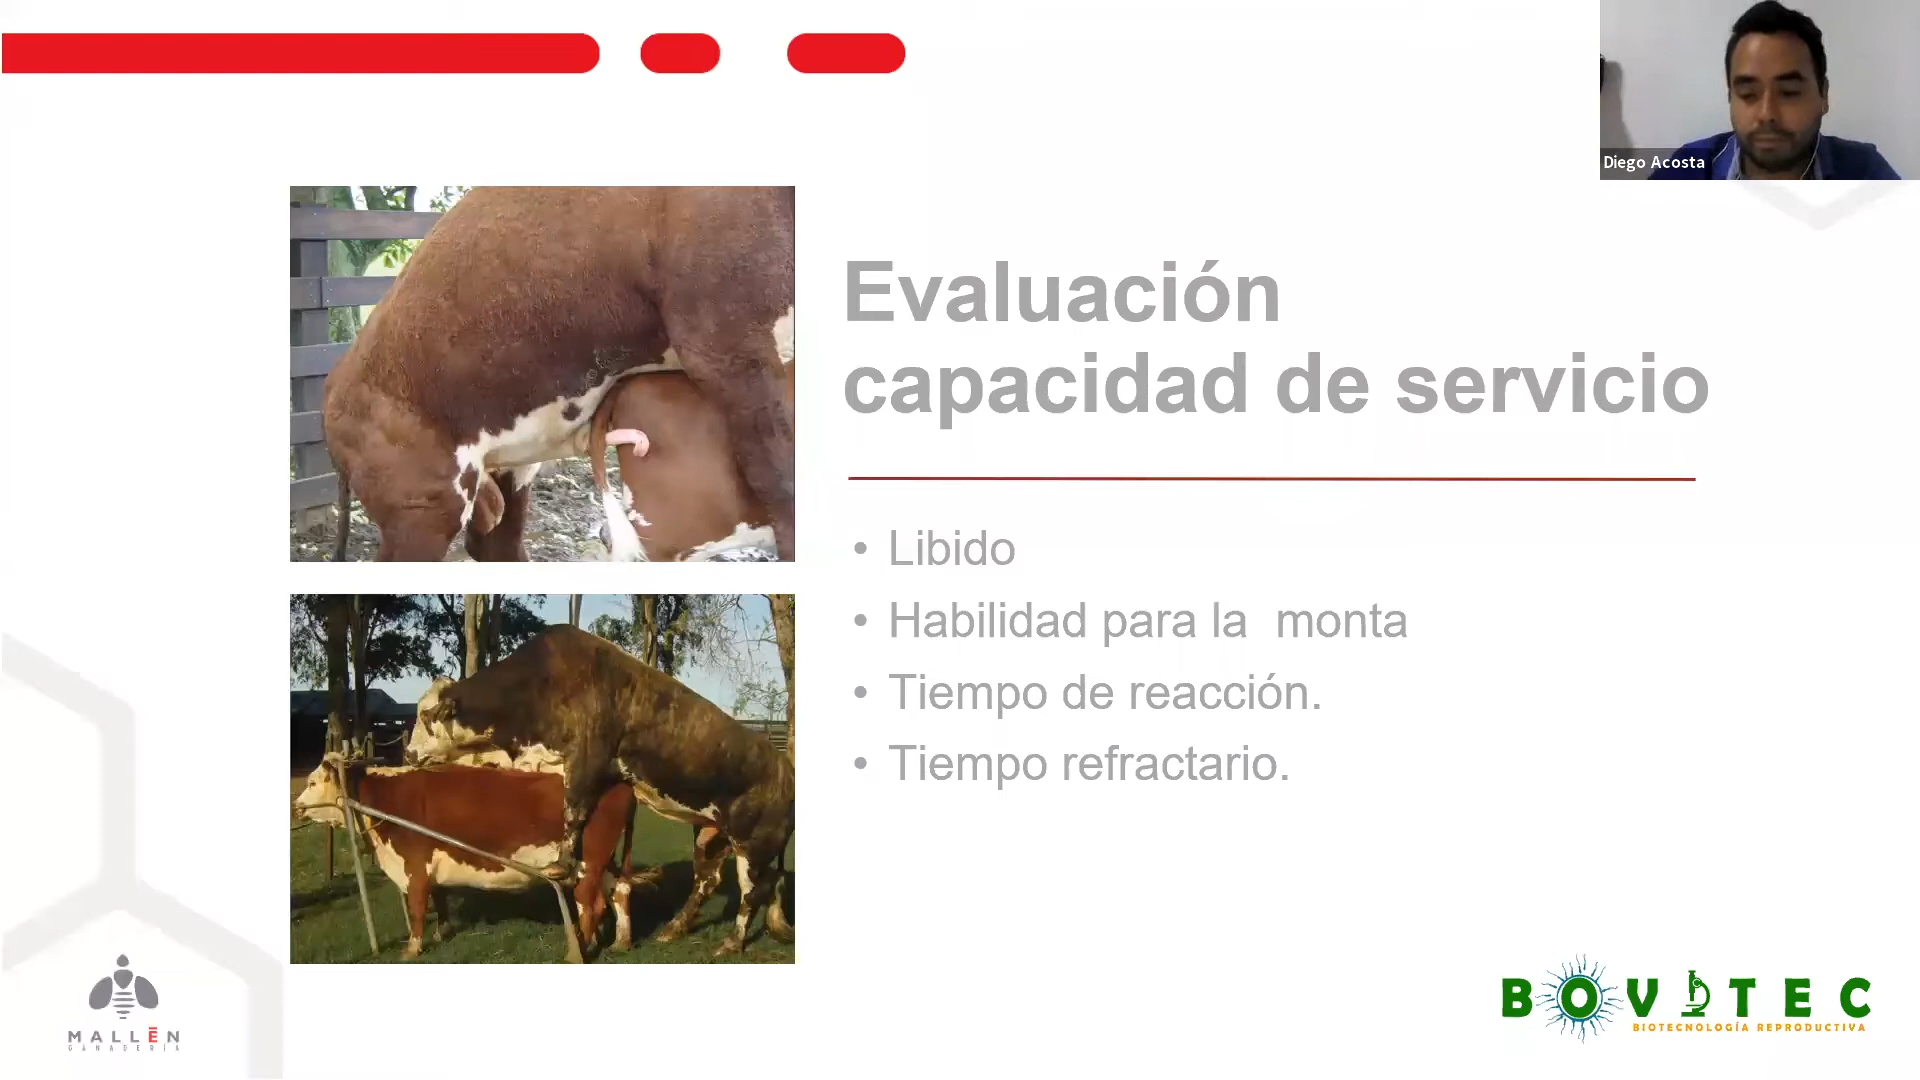 Diego Acosta
Evaluación
capacidad de servicio
• Libido
• Habilidad para la  monta
• Tiempo de reacción.
• Tiempo refractario.
MALLĒN
GANADERÍA
BOVITEC
BIOTECNOLOGÍA REPRODUCTIVA